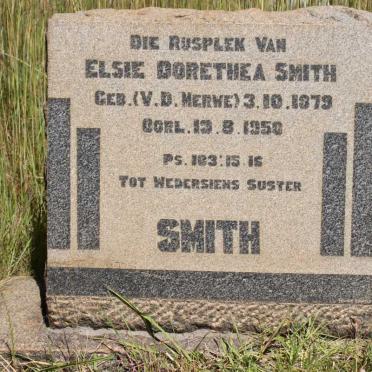 Die Rusplek van
Elsie Dorethea Smith
Geb. (v.d. Merwe) 3.10.1879
Oorl. 19.8.1950
Ps. 103:15.16
Tot Wedersiens Suster
Smith